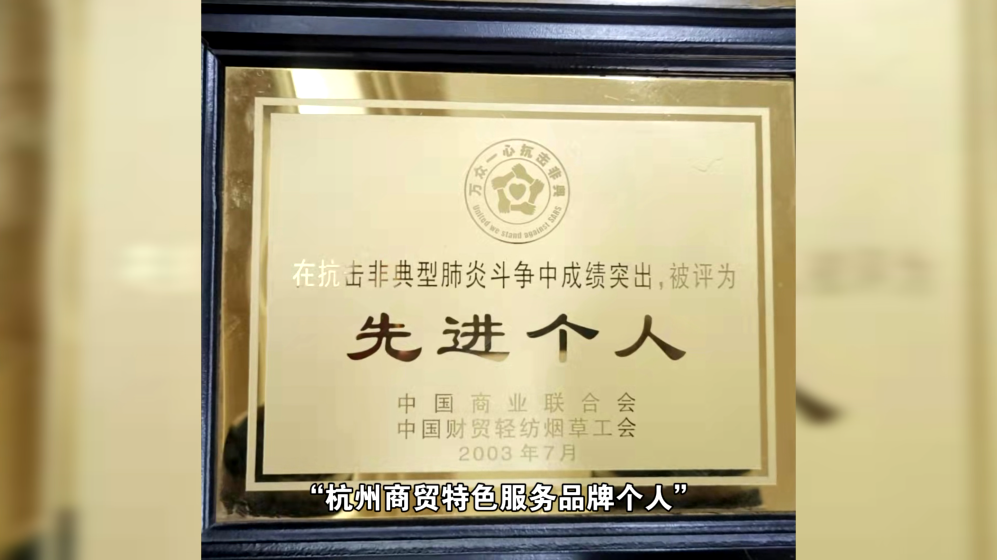 万众一心抗击非典
United we stand against SARS
在抗击非典型肺炎斗争中成绩突出，被评为
先进个人
中国商业联合会
中国财贸轻纺烟草工会
2003年7月
“杭州商贸特色服务品牌个人”